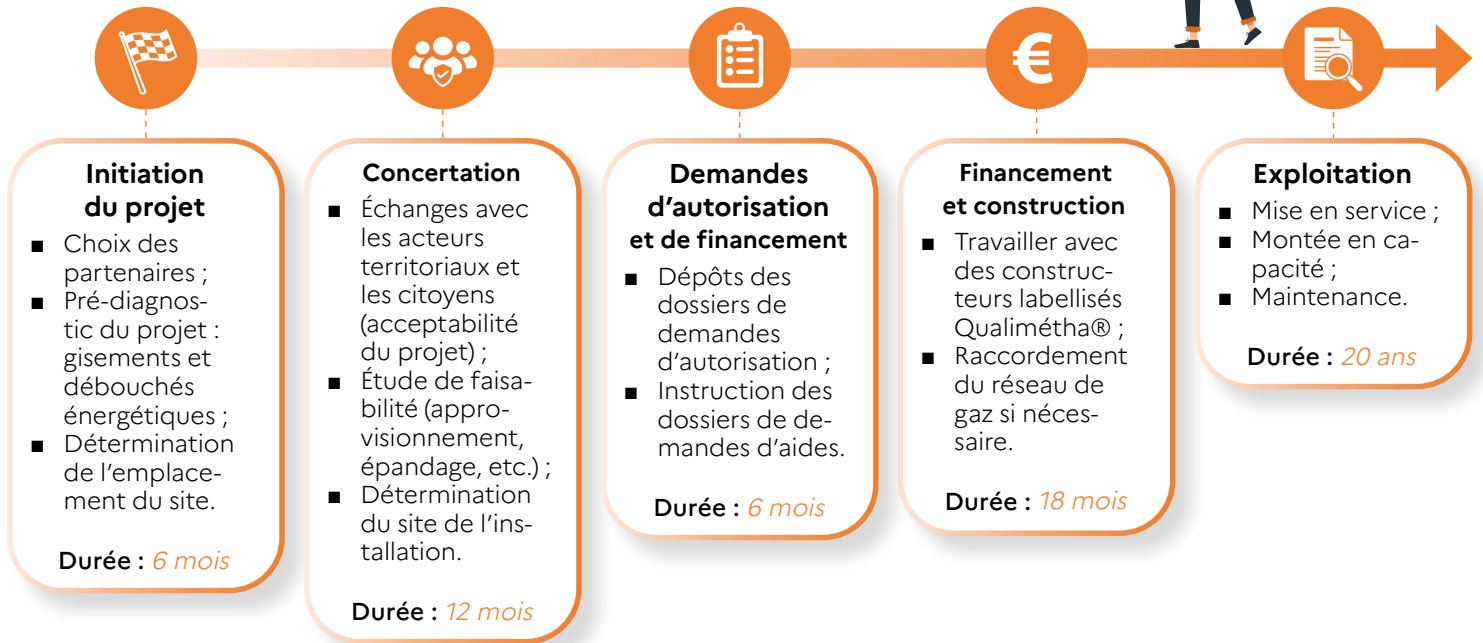 Initiation
du projet
■ Choix des
partenaires ;
■ Pré-diagnos-
tic du projet :
gisements et
débouchés
énergétiques ;
■ Détermination
de l'emplace-
ment du site.
Durée : 6 mois
Concertation
■ Échanges avec
les acteurs
territoriaux et
les citoyens
(acceptabilité
du projet) ;
■ Étude de faisa-
bilité (appro-
visionnement,
épandage, etc.) ;
■ Détermination
du site de l'ins-
tallation.
Durée : 12 mois
Demandes
d'autorisation
et de financement
■ Dépôts des
dossiers de
demandes
d'autorisation ;
■ Instruction des
dossiers de de-
mandes d'aides.
Durée : 6 mois
€
Financement
et construction
■ Travailler avec
des construc-
teurs labellisés
Qualimétha® ;
■ Raccordement
du réseau de
gaz si néces-
saire.
Durée : 18 mois
Exploitation
■ Mise en service ;
■ Montée en ca-
pacité ;
■ Maintenance.
Durée : 20 ans